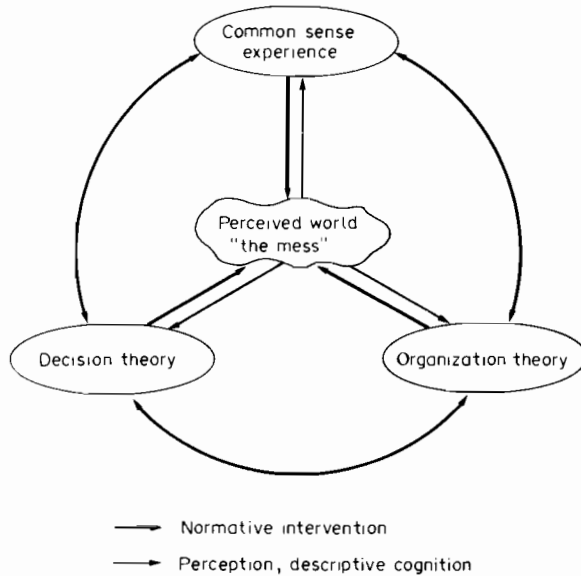 Common sense
experience
Perceived world
"the mess"
Decision theory
Organization theory
Normative intervention
Perception, descriptive cognition